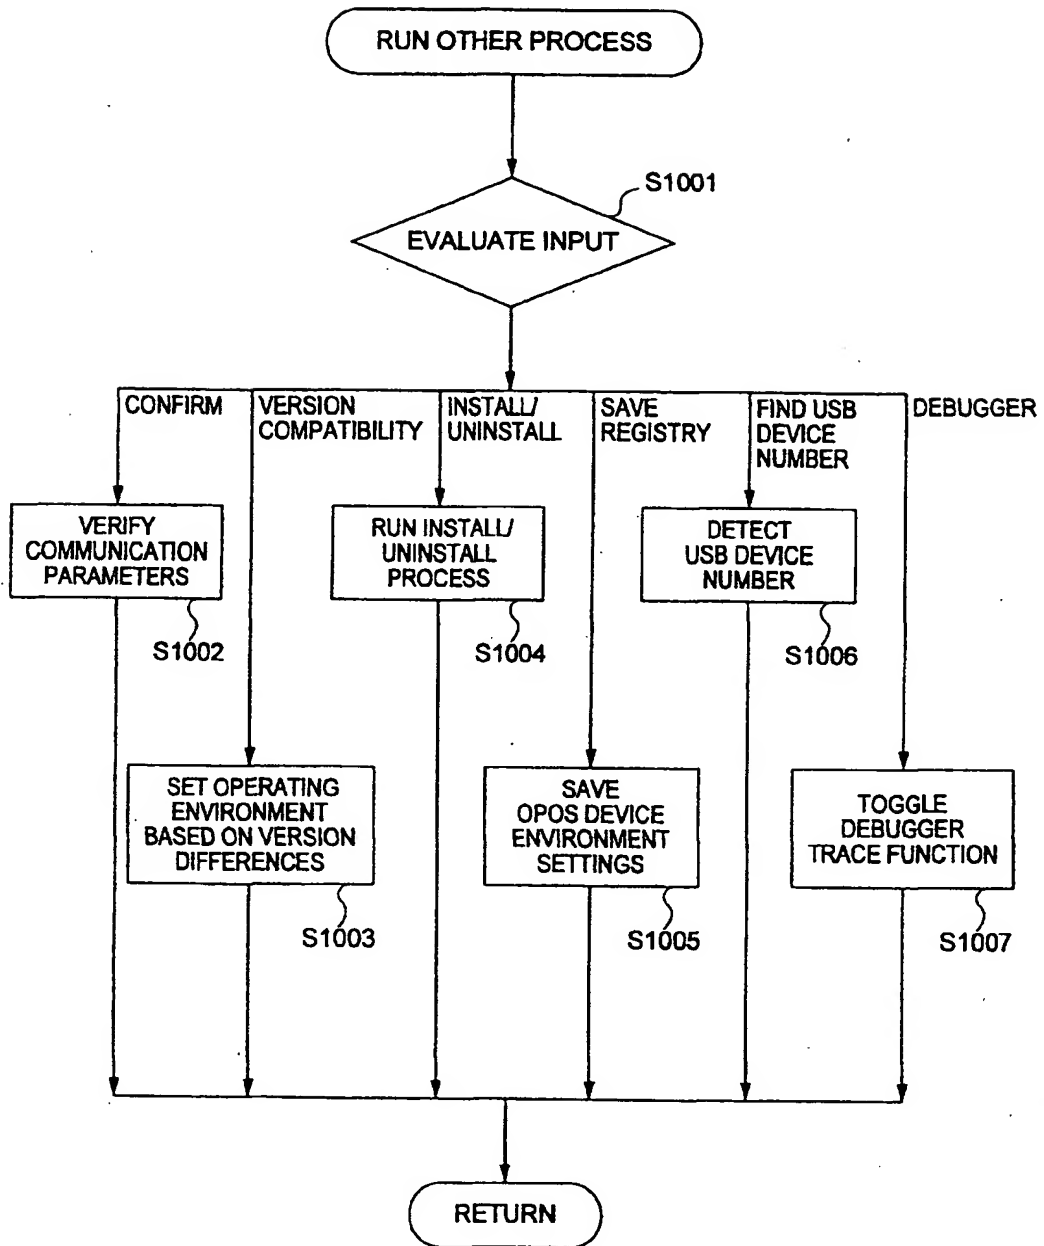 RUN OTHER PROCESS
S1001
EVALUATE INPUT
CONFIRM
VERSION
COMPATIBILITY
INSTALL/
UNINSTALL
SAVE
REGISTRY
FIND USB
DEVICE
NUMBER
DEBUGGER
VERIFY
COMMUNICATION
PARAMETERS
S1002
RUN INSTALL/
UNINSTALL
PROCESS
S1004
DETECT
USB DEVICE
NUMBER
S1006
SET OPERATING
ENVIRONMENT
BASED ON VERSION
DIFFERENCES
S1003
SAVE
OPOS DEVICE
ENVIRONMENT
SETTINGS
S1005
TOGGLE
DEBUGGER
TRACE FUNCTION
S1007
RETURN